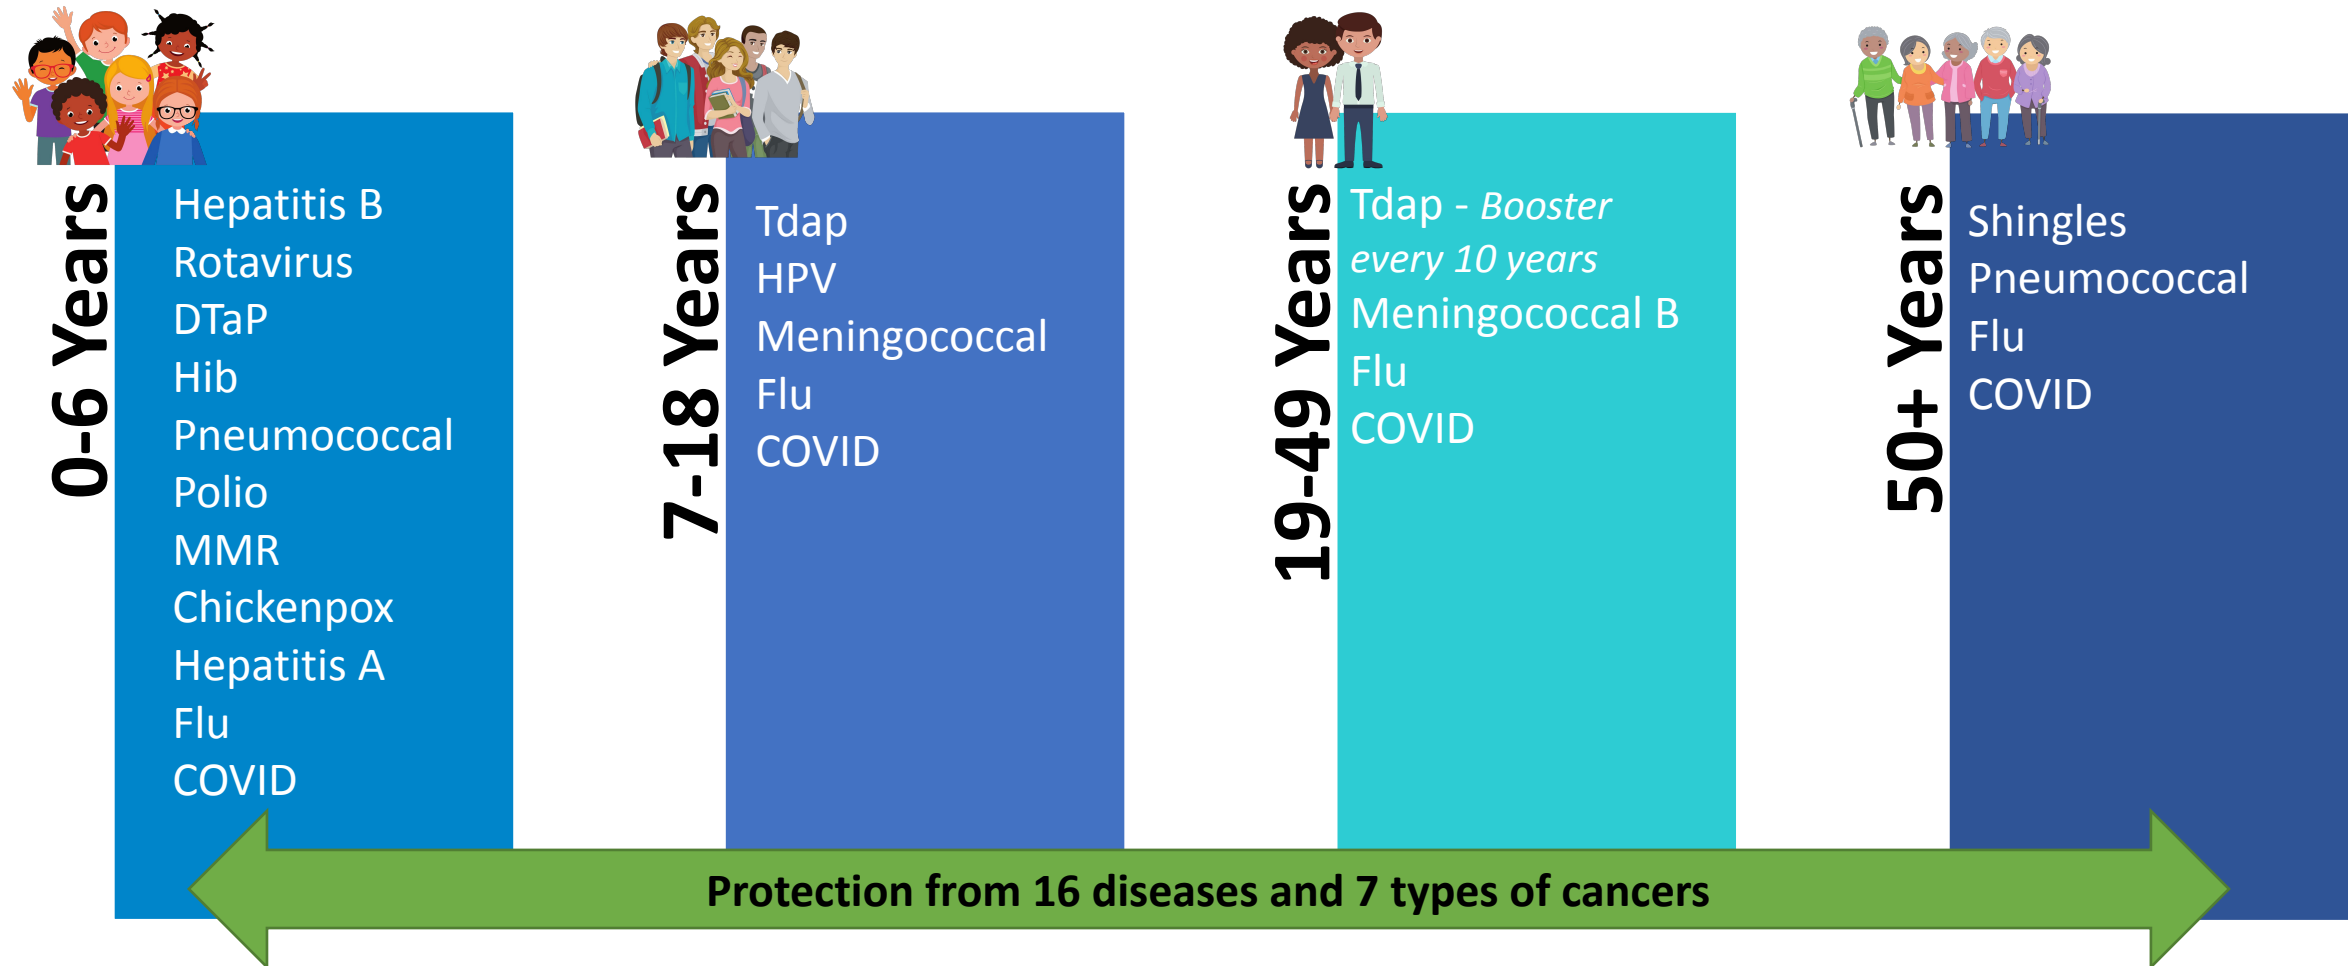 0-6 Years
Hepatitis B
Rotavirus
DTaP
Hib
Pneumococcal
Polio
MMR
Chickenpox
Hepatitis A
Flu
COVID
7-18 Years
Tdap
HPV
Meningococcal
Flu
COVID
19-49 Years
Tdap - Booster
every 10 years
Meningococcal B
Flu
COVID
50+ Years
Shingles
Pneumococcal
Flu
COVID
Protection from 16 diseases and 7 types of cancers